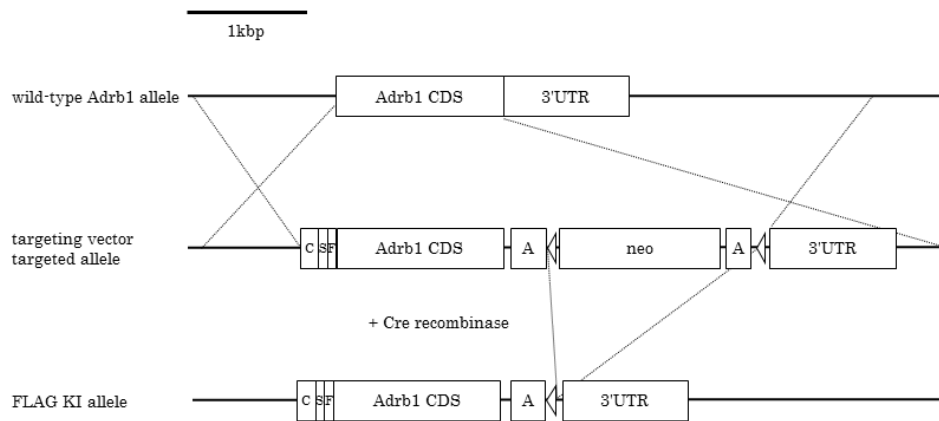 1kbp
wild-type Adrb1 allele
Adrb1 CDS
3'UTR
targeting vector
targeted allele
C
S
F
Adrb1 CDS
A
neo
A
3'UTR
+ Cre recombinase
FLAG KI allele
C
S
F
Adrb1 CDS
A
3'UTR